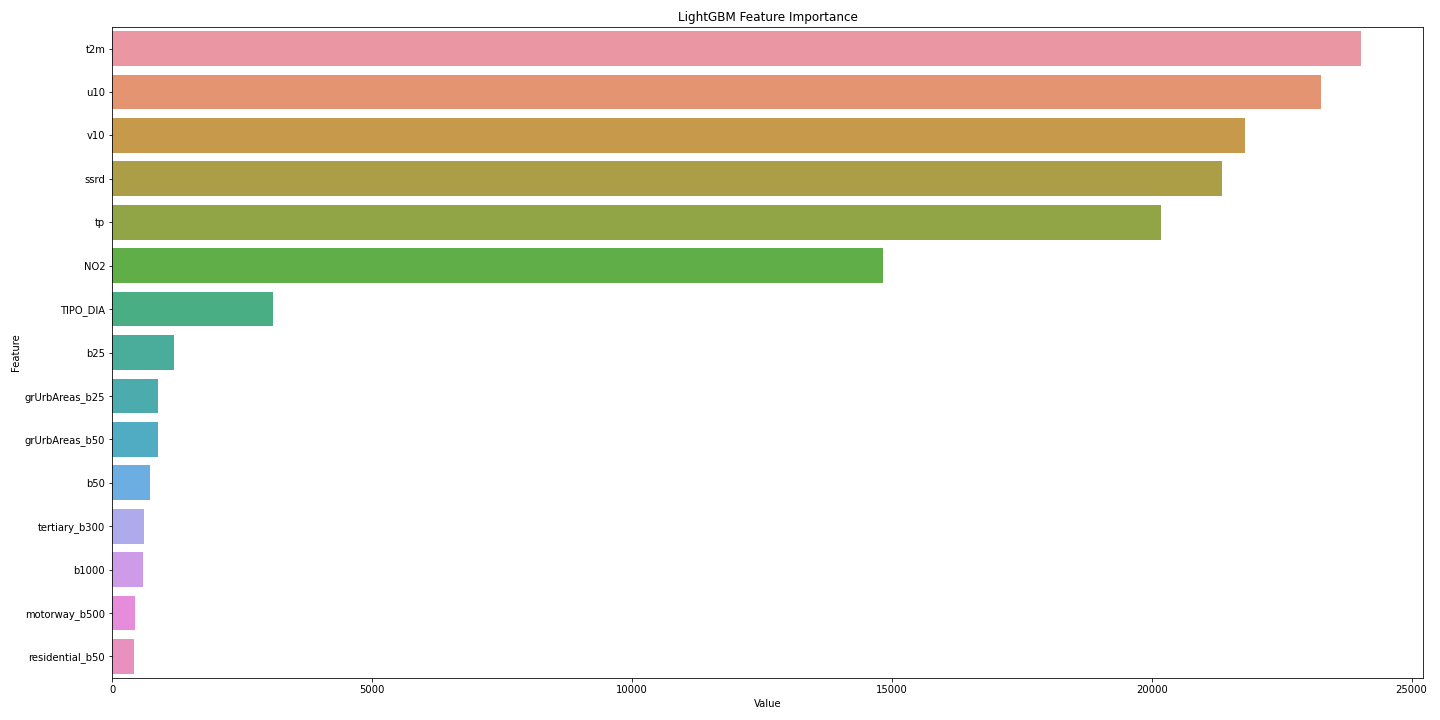 LightGBM Feature Importance
Feature
t2m
u10
v10
ssrd
tp
NO2
TIPO_DIA
b25
grUrbAreas_b25
grUrbAreas_b50
b50
tertiary_b300
b1000
motorway_b500
residential_b50
0 5000 10000 15000 20000 25000
Value